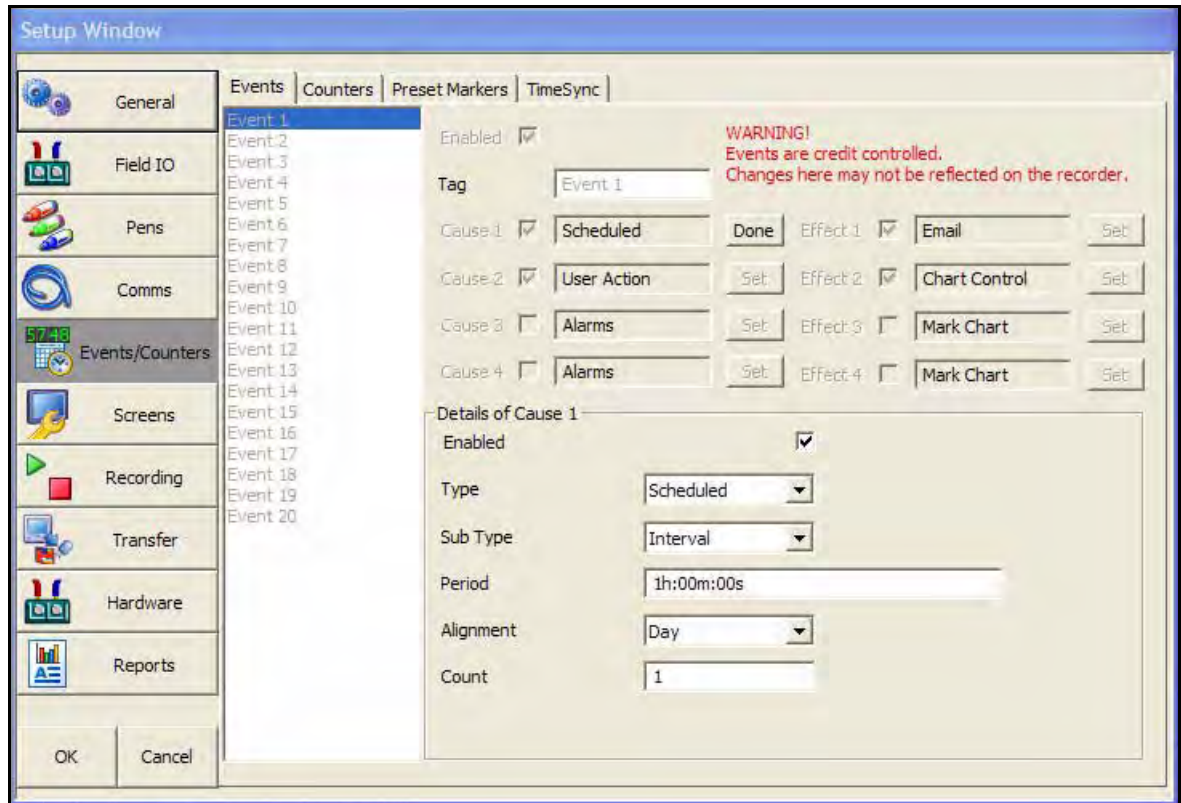 Setup Window
General
Field IO
Pens
Comms
57.48
Events/Counters
Screens
Recording
Transfer
Hardware
Reports
OK Cancel
Events Counters Preset Markers TimeSync
Event 1
Event 2
Event 3
Event 4
Event 5
Event 6
Event 7
Event 8
Event 9
Event 10
Event 11
Event 12
Event 13
Event 14
Event 15
Event 16
Event 17
Event 18
Event 19
Event 20
Enabled
WARNING!
Events are credit controlled.
Changes here may not be reflected on the recorder.
Tag Event 1
Cause 1 Scheduled Done Effect 1 Email Set
Cause 2 User Action Set Effect 2 Chart Control Set
Cause 3 Alarms Set Effect 3 Mark Chart Set
Cause 4 Alarms Set Effect 4 Mark Chart Set
Details of Cause 1
Enabled
Type Scheduled
Sub Type Interval
Period 1h:00m:00s
Alignment Day
Count 1